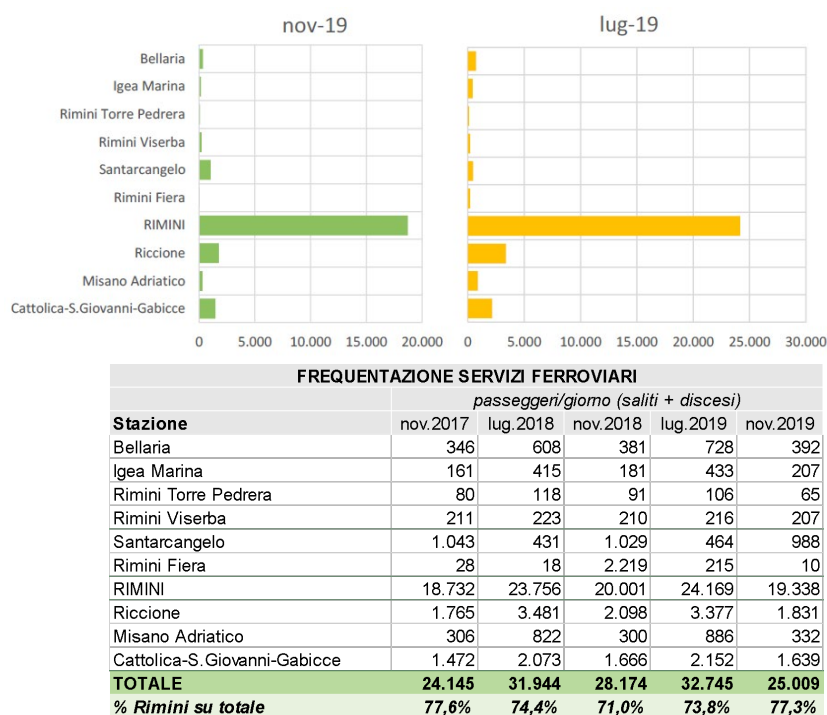 nov-19 lug-19
Bellaria
Igea Marina
Rimini Torre Pedrera
Rimini Viserba
Santarcangelo
Rimini Fiera
RIMINI
Riccione
Misano Adriatico
Cattolica-S.Giovanni-Gabicce
0 5.000 10.000 15.000 20.000 0 5.000 10.000 15.000 20.000 25.000 30.000
FREQUENTAZIONE SERVIZI FERROVIARI
passeggeri/giorno (saliti + discesi)
Stazione nov.2017 lug.2018 nov.2018 lug.2019 nov.2019
Bellaria 346 608 381 728 392
Igea Marina 161 415 181 433 207
Rimini Torre Pedrera 80 118 91 106 65
Rimini Viserba 211 223 210 216 207
Santarcangelo 1.043 431 1.029 464 988
Rimini Fiera 28 18 2.219 215 10
RIMINI 18.732 23.756 20.001 24.169 19.338
Riccione 1.765 3.481 2.098 3.377 1.831
Misano Adriatico 306 822 300 886 332
Cattolica-S.Giovanni-Gabicce 1.472 2.073 1.666 2.152 1.639
TOTALE 24.145 31.944 28.174 32.745 25.009
% Rimini su totale 77,6% 74,4% 71,0% 73,8% 77,3%